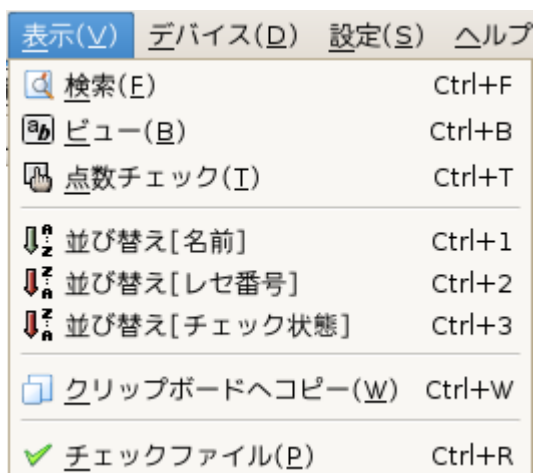 表示(V) デバイス(D) 設定(S) ヘルプ
検索(F) Ctrl+F
ビュー(B) Ctrl+B
点数チェック(T) Ctrl+T
並び替え[名前] Ctrl+1
並び替え[レセ番号] Ctrl+2
並び替え[チェック状態] Ctrl+3
クリップボードへコピー(W) Ctrl+W
チェックファイル(P) Ctrl+R